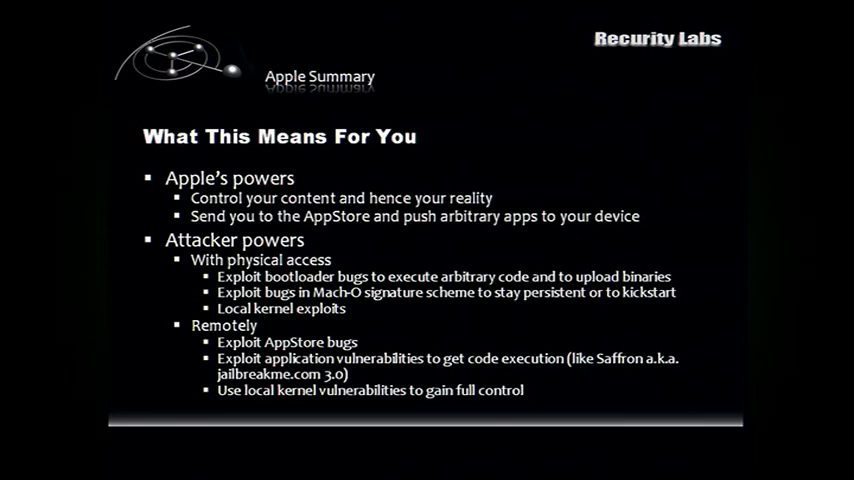 Recurity Labs
Apple Summary
What This Means For You
▪ Apple's powers
▪ Control your content and hence your reality
▪ Send you to the AppStore and push arbitrary apps to your device
▪ Attacker powers
▪ With physical access
▪ Exploit bootloader bugs to execute arbitrary code and to upload binaries
▪ Exploit bugs in Mach-O signature scheme to stay persistent or to kickstart
▪ Local kernel exploits
▪ Remotely
▪ Exploit AppStore bugs
▪ Exploit application vulnerabilities to get code execution (like Saffron a.k.a.
jailbreakme.com 3.0)
▪ Use local kernel vulnerabilities to gain full control